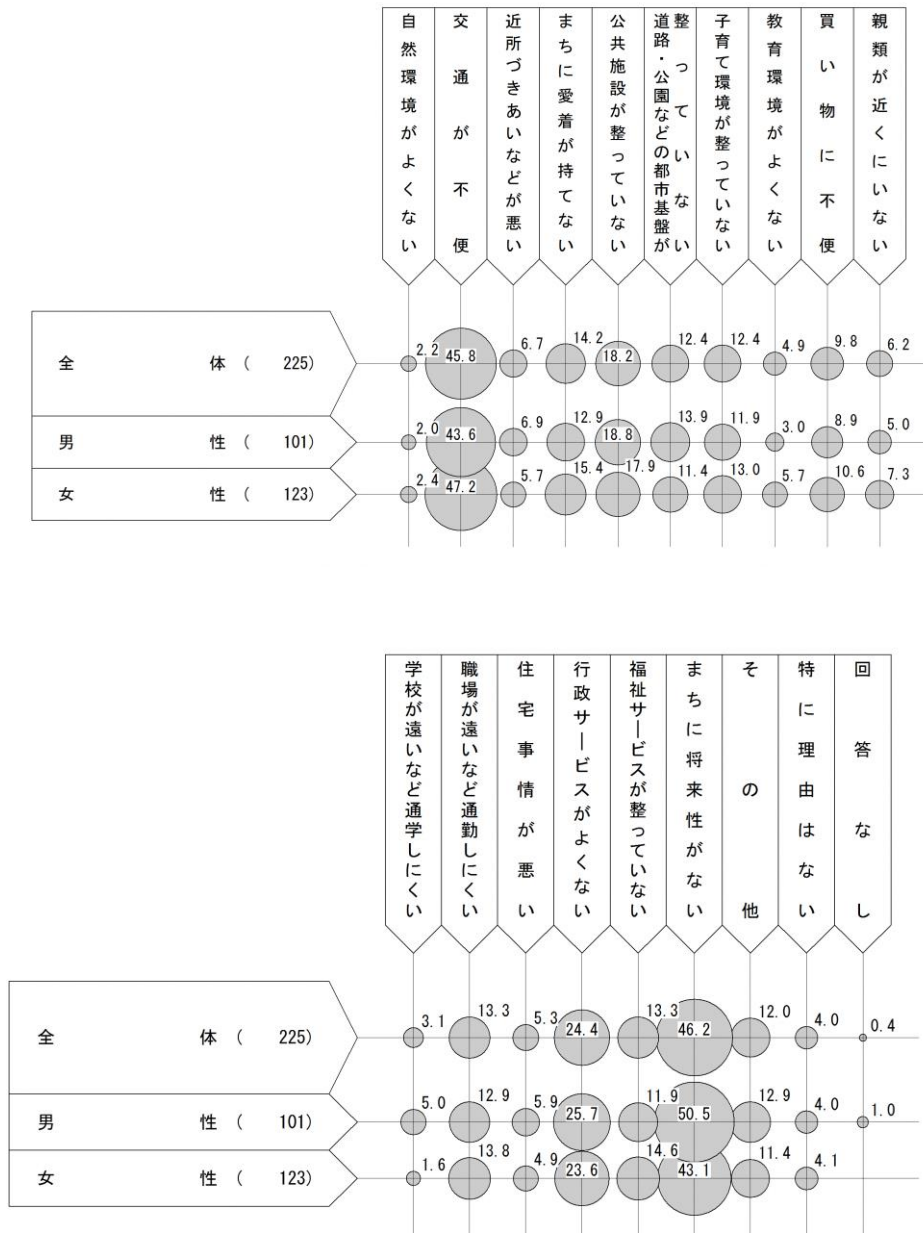 自然環境がよくない
交通が不便
近所づきあいなどが悪い
まちに愛着が持てない
公共施設が整っていない
道路・公園などの都市基盤が
整っていない
子育て環境が整っていない
教育環境がよくない
買い物に不便
親類が近くにいない
全体(225)
2.2 45.8 6.7 14.2 18.2 12.4 12.4 4.9 9.8 6.2
男性(101)
2.0 43.6 6.9 12.9 18.8 13.9 11.9 3.0 8.9 5.0
女性(123)
2.4 47.2 5.7 15.4 17.9 11.4 13.0 5.7 10.6 7.3
学校が遠いなど通学しにくい
職場が遠いなど通勤しにくい
住宅事情が悪い
行政サービスがよくない
福祉サービスが整っていない
まちに将来性がない
その他
特に理由はない
回答なし
全体(225)
3.1 13.3 5.3 24.4 13.3 46.2 12.0 4.0 0.4
男性(101)
5.0 12.9 5.9 25.7 11.9 50.5 12.9 4.0 1.0
女性(123)
1.6 13.8 4.9 23.6 14.6 43.1 11.4 4.1